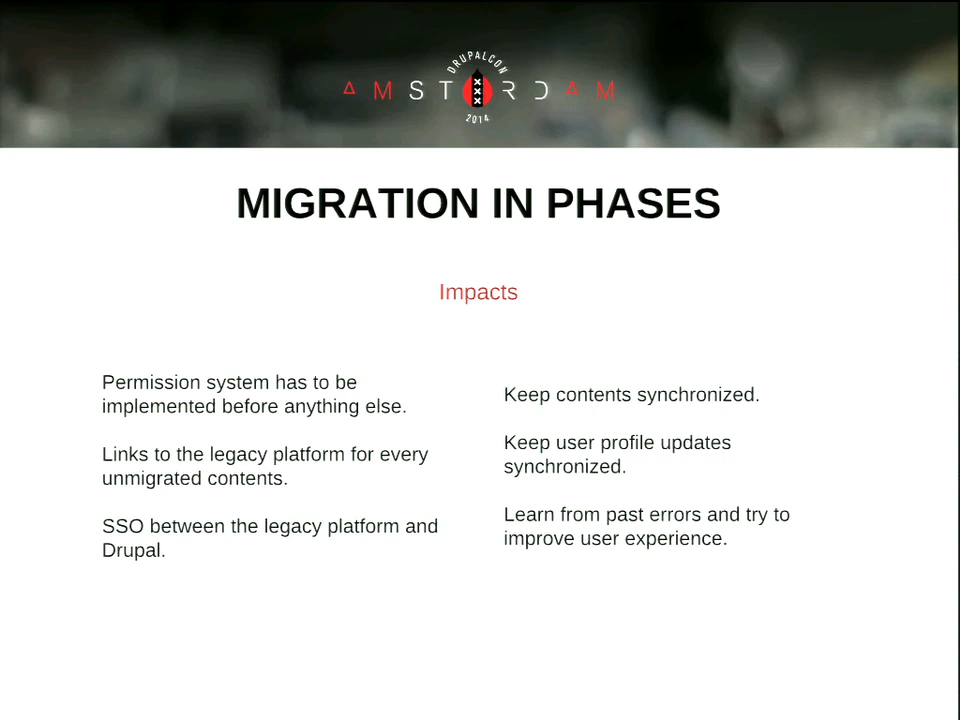 DRUPALCON
AMSTERDAM
2014
MIGRATION IN PHASES
Impacts
Permission system has to be
implemented before anything else.
Links to the legacy platform for every
unmigrated contents.
SSO between the legacy platform and
Drupal.
Keep contents synchronized.
Keep user profile updates
synchronized.
Learn from past errors and try to
improve user experience.